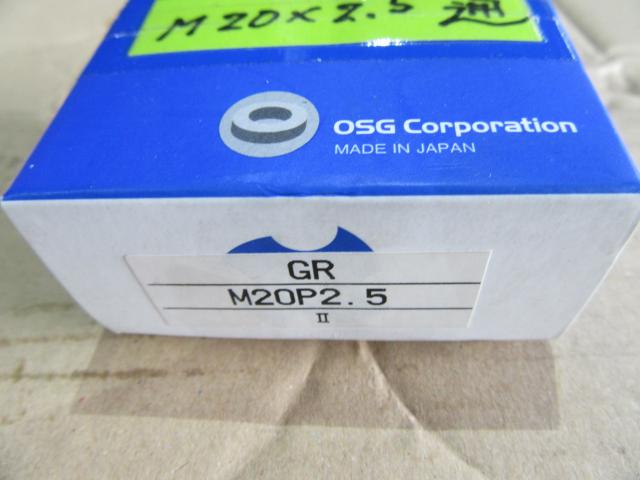 M20×2.5 通
OSG Corporation
MADE IN JAPAN
GR
M20P2.5
II